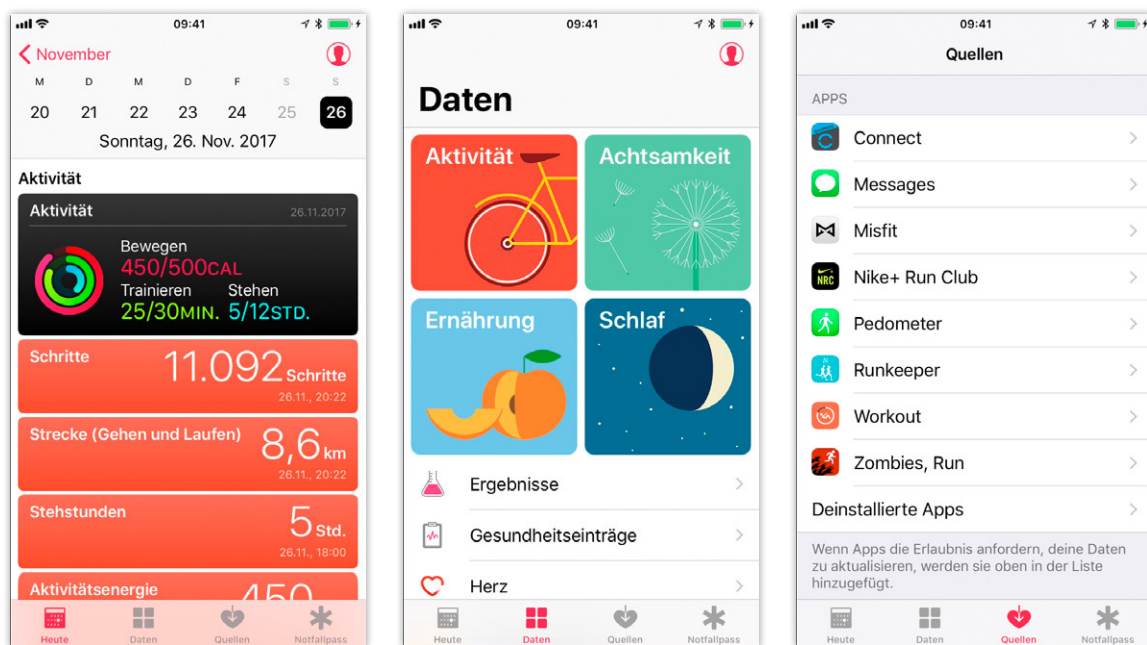 09:41
November
M D M D F S S
20 21 22 23 24 25 26
Sonntag, 26. Nov. 2017
Aktivität
Aktivität 26.11.2017
Bewegen
450/500CAL
Trainieren Stehen
25/30MIN. 5/12STD.
Schritte 11.092 Schritte
26.11., 20:22
Strecke (Gehen und Laufen) 8,6 km
26.11., 20:22
Stehstunden 5 Std.
26.11., 18:00
Aktivitätsenergie 450
Heute Daten Quellen Notfallpass
09:41
Daten
Aktivität Achtsamkeit
Ernährung Schlaf
Ergebnisse
Gesundheitseinträge
Herz
Heute Daten Quellen Notfallpass
09:41
Quellen
APPS
Connect
Messages
Misfit
NRC Nike+ Run Club
Pedometer
Runkeeper
Workout
Zombies, Run
Deinstallierte Apps
Wenn Apps die Erlaubnis anfordern, deine Daten
zu aktualisieren, werden sie oben in der Liste
hinzugefügt.
Heute Daten Quellen Notfallpass